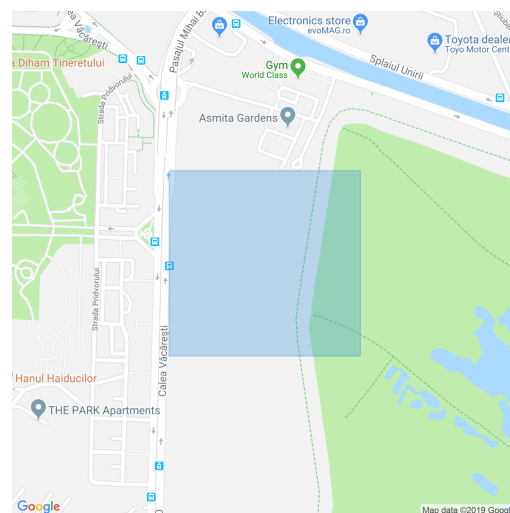 Electronics store
evoMAG.ro
Toyota dealer
Toyo Motor Cent
Splaiul Unirii
Văcărești
Pasajul Mihai B
a Diham Tineretului
Gym
World Class
Strada Pridvorului
Asmita Gardens
Strada Pridvorului
Calea Văcărești
Hanul Haiducilor
THE PARK Apartments
Google
Map data ©2019 Google